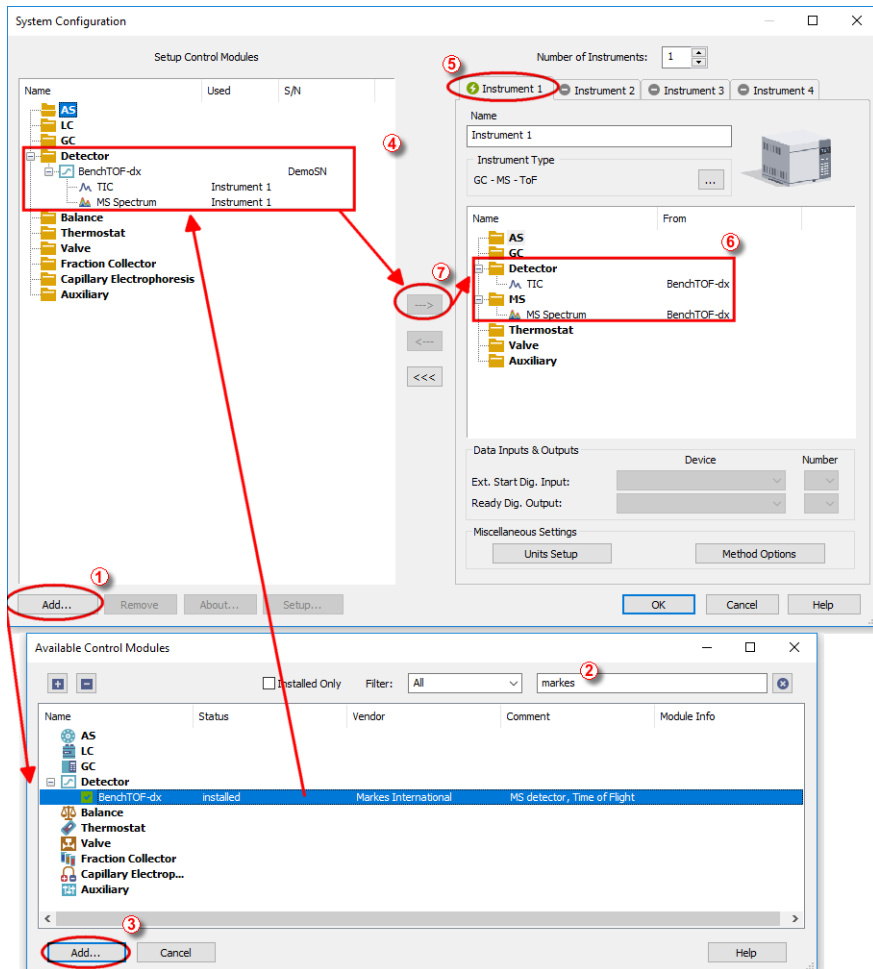 System Configuration
Setup Control Modules
Number of Instruments: 1
⑤
Name Used S/N
Instrument 1 Instrument 2 Instrument 3 Instrument 4
AS
LC
GC
Detector
BenchTOF-dx DemoSN
TIC Instrument 1
MS Spectrum Instrument 1
Balance
Thermostat
Valve
Fraction Collector
Capillary Electrophoresis
Auxiliary
④
Name
Instrument 1
Instrument Type
GC - MS - ToF ...
Name From
AS
GC
⑥
Detector
TIC BenchTOF-dx
MS
MS Spectrum BenchTOF-dx
Thermostat
Valve
Auxiliary
⑦
--->
<---
<<<
Data Inputs & Outputs
Device Number
Ext. Start Dig. Input:
Ready Dig. Output:
Miscellaneous Settings
Units Setup Method Options
①
Add... Remove About... Setup... OK Cancel Help
Available Control Modules
②
Installed Only Filter: All markes
Name Status Vendor Comment Module Info
AS
LC
GC
Detector
BenchTOF-dx installed Markes International MS detector, Time of Flight
Balance
Thermostat
Valve
Fraction Collector
Capillary Electrop...
Auxiliary
③
Add... Cancel Help